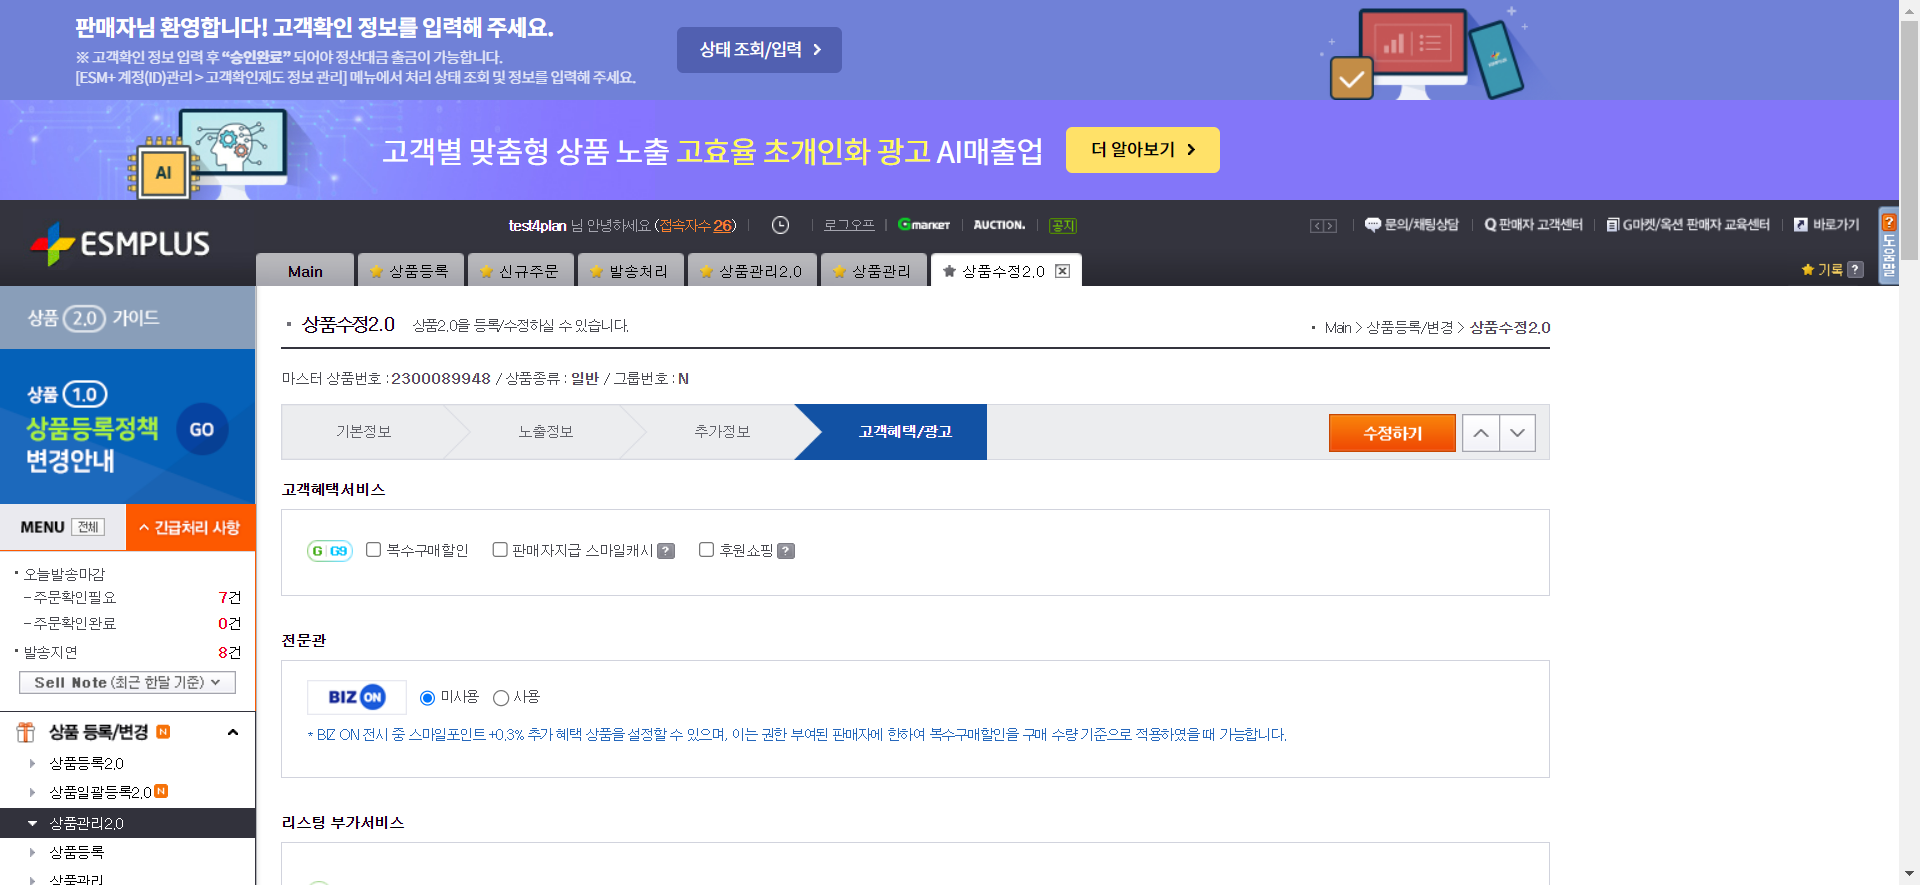 판매자님 환영합니다! 고객확인 정보를 입력해 주세요.
※ 고객확인 정보 입력 후 “승인완료” 되어야 정산대금 출금이 가능합니다.
[ESM+ 계정(ID)관리 > 고객확인제도 정보 관리] 메뉴에서 처리 상태 조회 및 정보를 입력해 주세요.
상태 조회/입력 >
AI
고객별 맞춤형 상품 노출 고효율 초개인화 광고 AI매출업
더 알아보기 >
ESMPLUS
test4plan 님 안녕하세요 (접속자수 26)
로그오프
Gmarket
AUCTION.
공지
문의/채팅상담
판매자 고객센터
G마켓/옥션 판매자 교육센터
바로가기
? 도움말
Main
상품등록
신규주문
발송처리
상품관리2.0
상품관리
상품수정2.0
기록 ?
상품 2.0 가이드
상품 1.0
상품등록정책
변경안내
GO
MENU 전체
긴급처리 사항
오늘발송마감
-주문확인필요 7건
-주문확인완료 0건
발송지연 8건
Sell Note (최근 한달 기준)
상품 등록/변경 N
상품등록2.0
상품일괄등록2.0 N
상품관리2.0
상품등록
상품관리
상품수정2.0 상품2.0을 등록/수정하실 수 있습니다.
Main > 상품등록/변경 > 상품수정2.0
마스터 상품번호 : 2300089948 / 상품종류 : 일반 / 그룹번호 : N
기본정보
노출정보
추가정보
고객혜택/광고
수정하기
고객혜택서비스
G G9 복수구매할인 판매자지급 스마일캐시 ? 후원쇼핑 ?
전문관
BIZ ON 미사용 사용
* BIZ ON 전시 중 스마일포인트 +0.3% 추가 혜택 상품을 설정할 수 있으며, 이는 권한 부여된 판매자에 한하여 복수구매할인을 구매 수량 기준으로 적용하였을 때 가능합니다.
리스팅 부가서비스